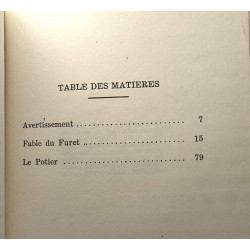 TABLE DES MATIERES
Avertissement ........................ 7
Fable du Furet ....................... 15
Le Potier ............................ 79